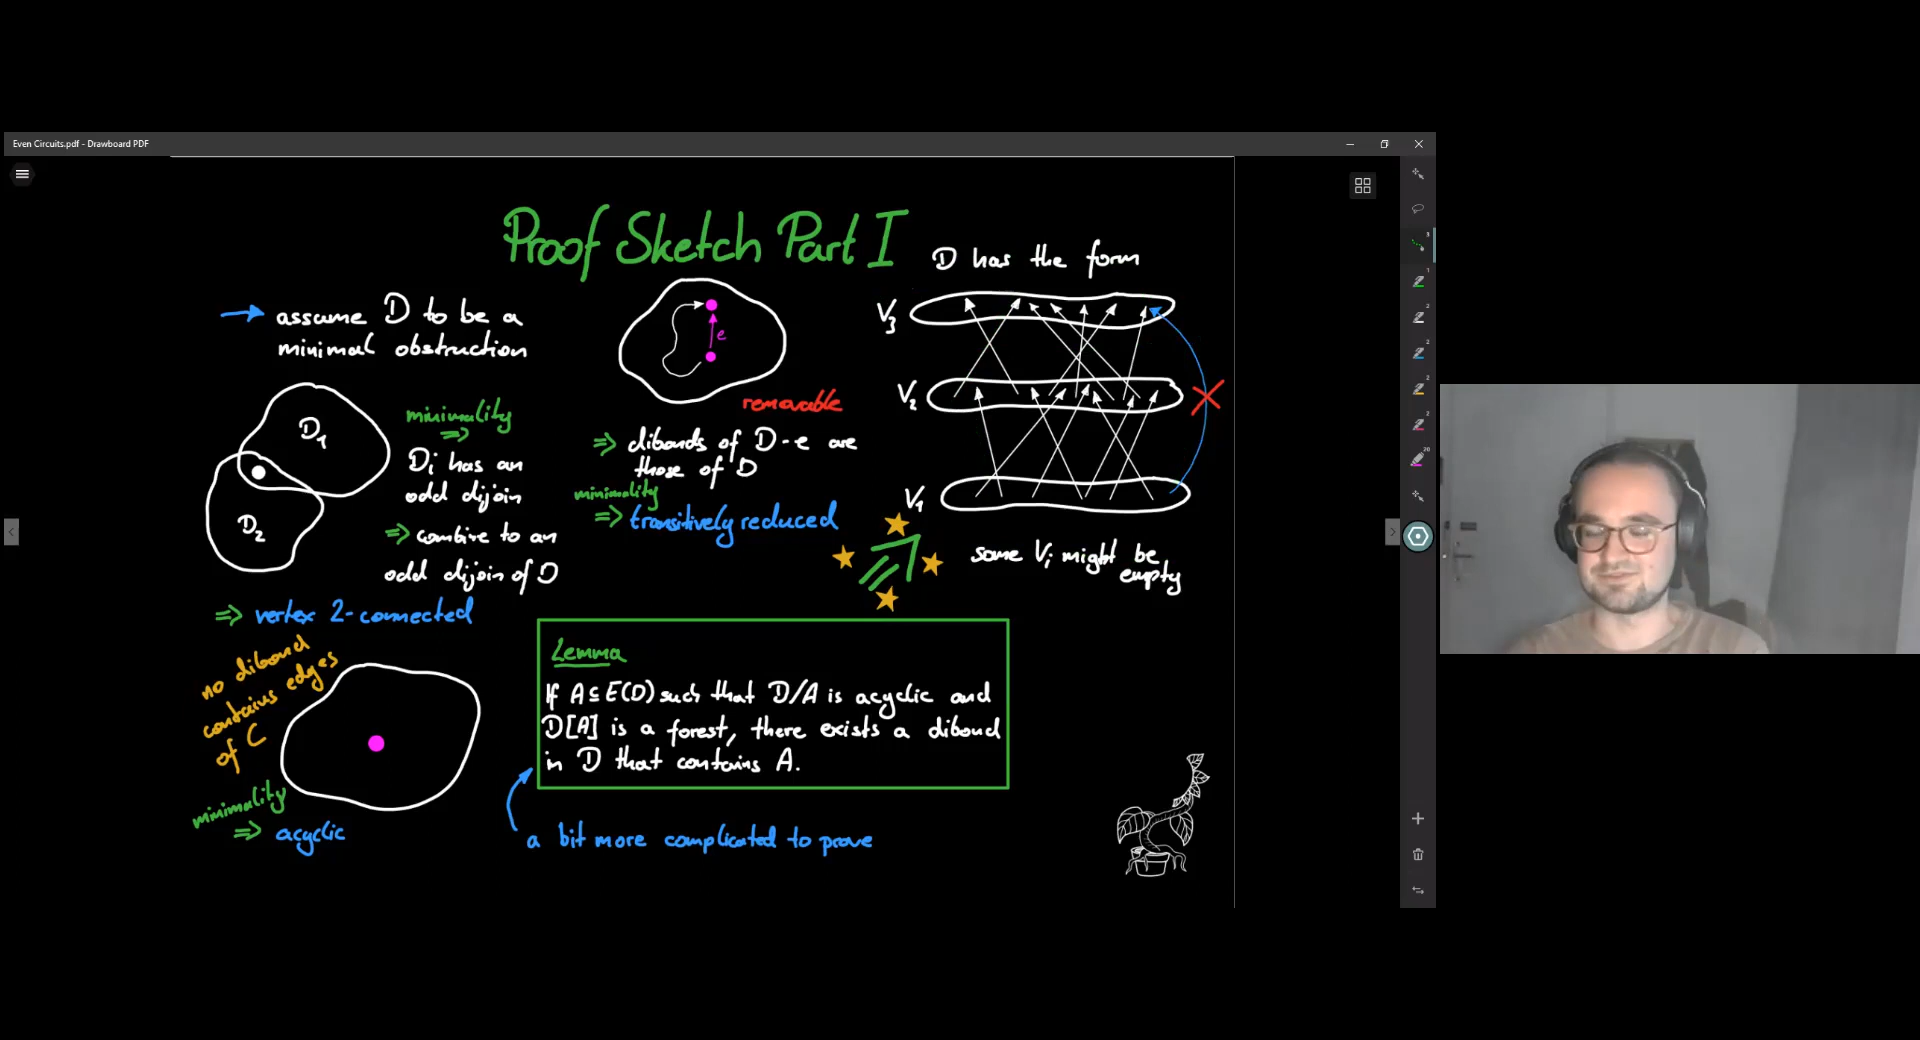 Even Circuits.pdf - Drawboard PDF
Proof Sketch Part I
assume D to be a
minimal obstruction
D1
D2
minimality
⇒
Di has an
odd dijoin
⇒ combine to an
odd dijoin of D
⇒ vertex 2-connected
no dibond
contains edges
of C
minimality
⇒ acyclic
e
removable
⇒ dibonds of D-e are
those of D
minimality
⇒ transitively reduced
D has the form
V3
V2
V1
some Vi might be
empty
Lemma
If A⊆E(D) such that D/A is acyclic and
D[A] is a forest, there exists a dibond
in D that contains A.
a bit more complicated to prove